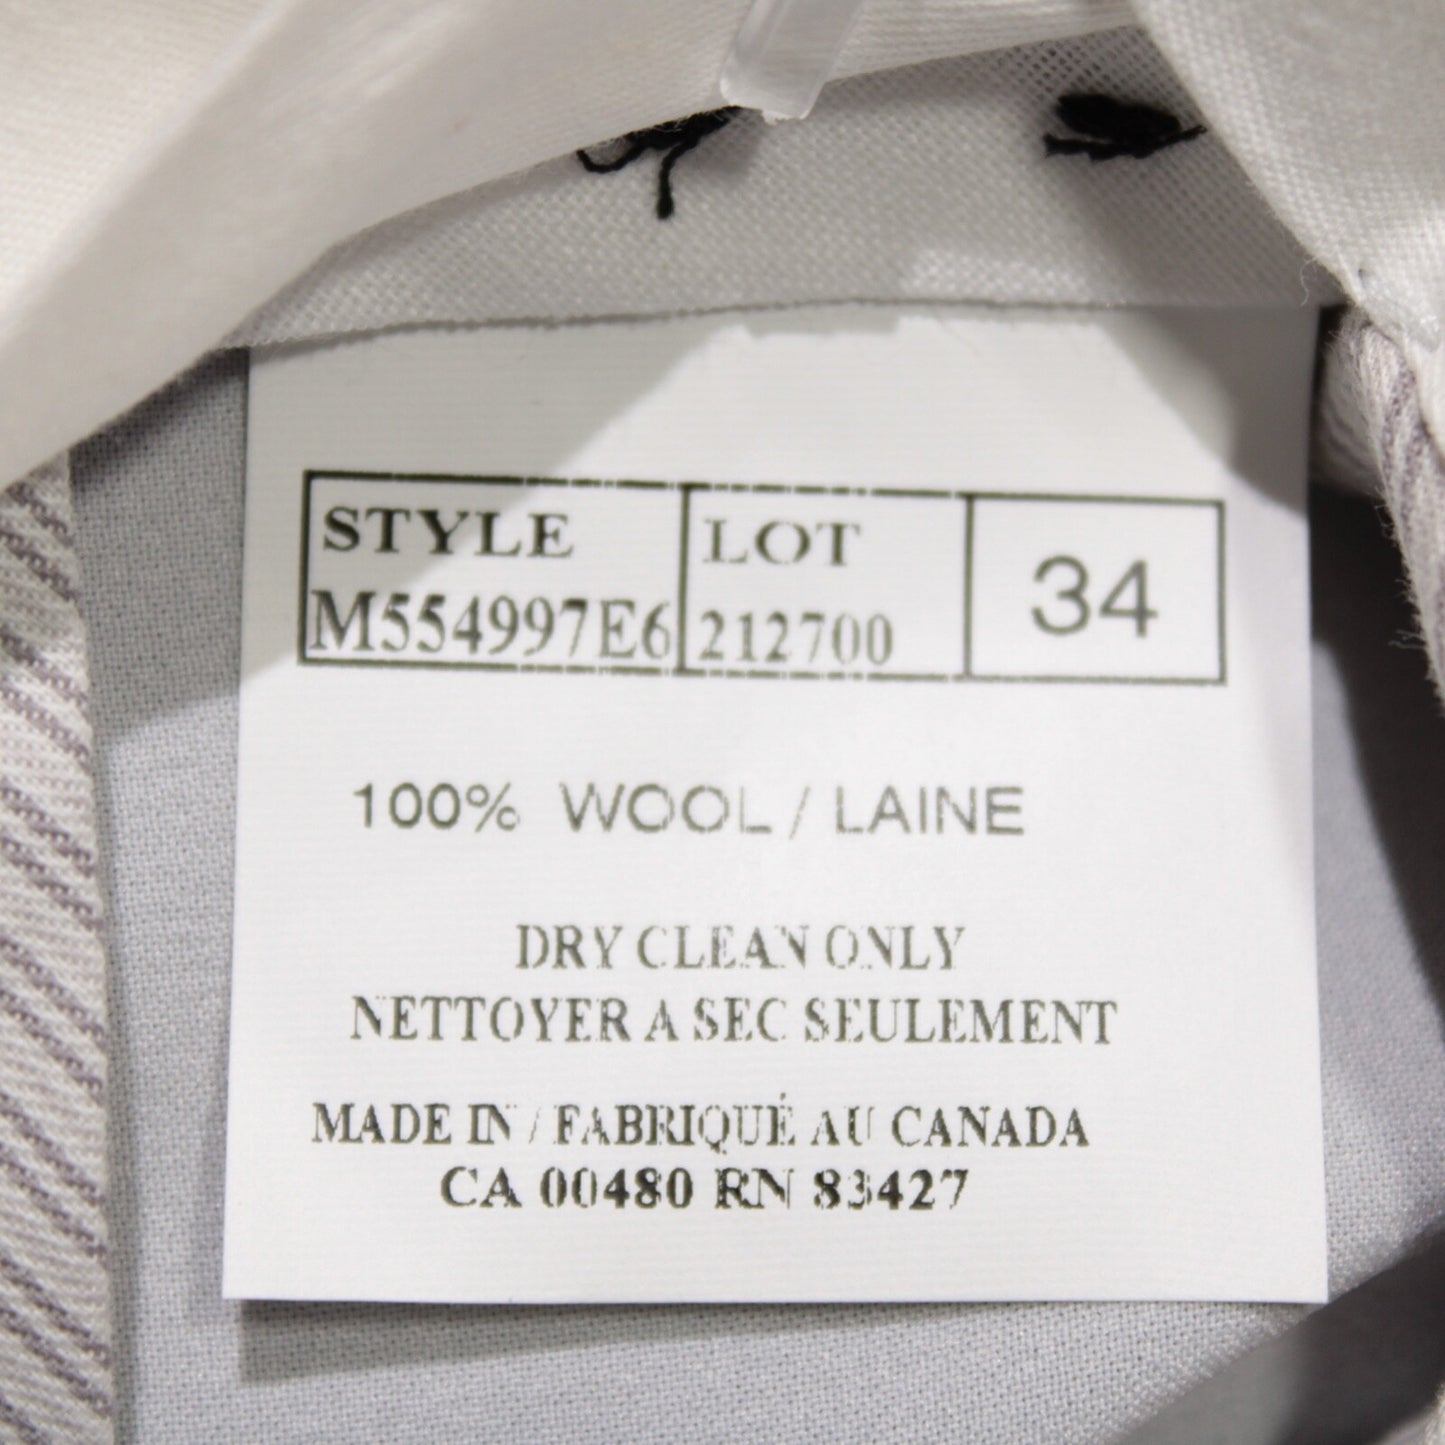 STYLE LOT 34
M554997E6 212700
100% WOOL / LAINE
DRY CLEAN ONLY
NETTOYER A SEC SEULEMENT
MADE IN / FABRIQUÉ AU CANADA
CA 00480 RN 83427